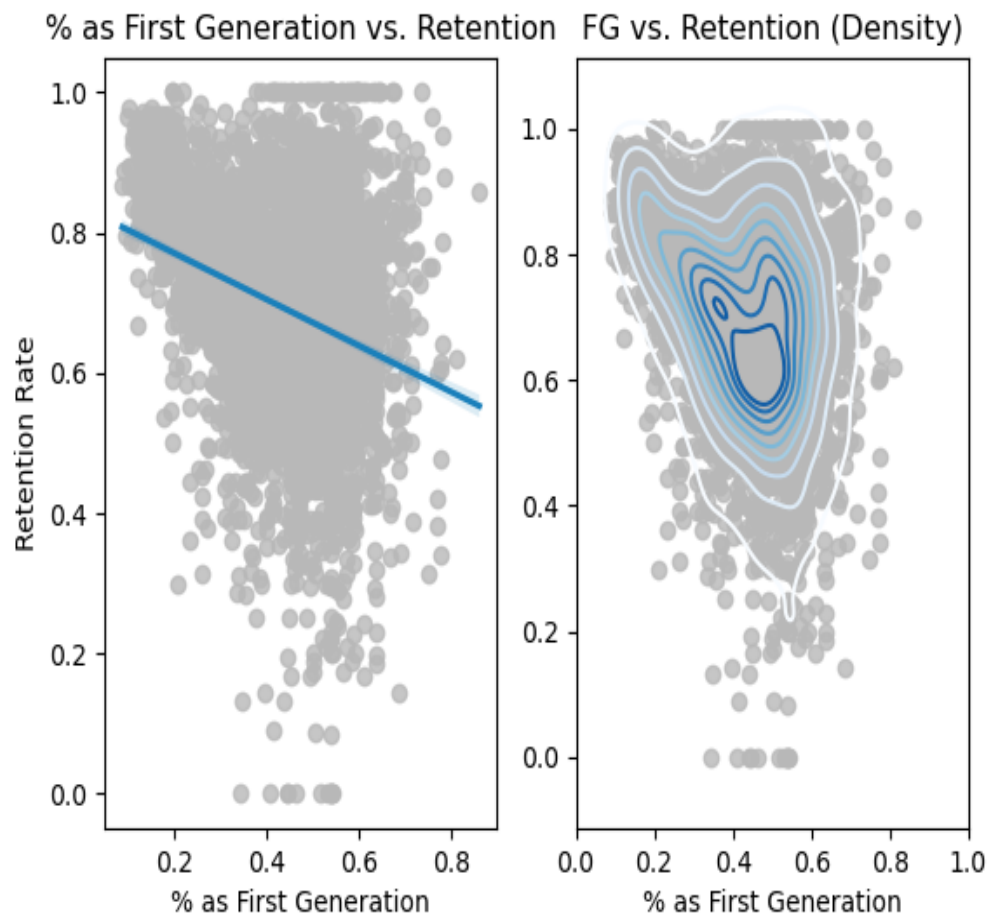 % as First Generation vs. Retention
1.0
0.8
0.6
0.4
0.2
0.0
Retention Rate
0.2 0.4 0.6 0.8
% as First Generation
FG vs. Retention (Density)
1.0
0.8
0.6
0.4
0.2
0.0
0.0 0.2 0.4 0.6 0.8 1.0
% as First Generation